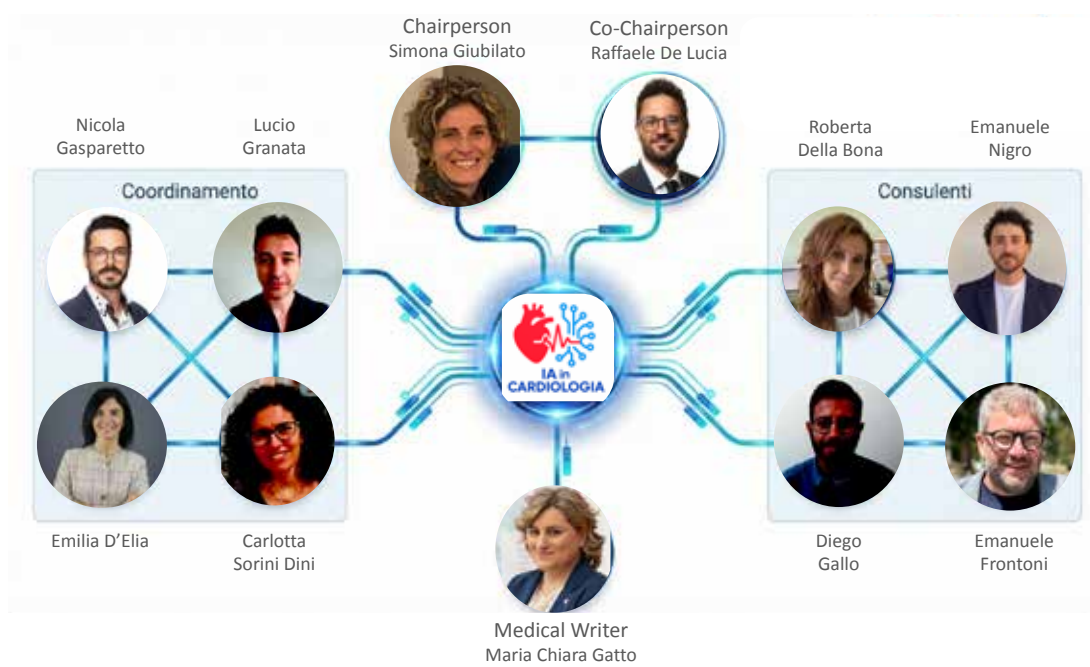 Chairperson
Simona Giubilato
Co-Chairperson
Raffaele De Lucia
Nicola
Gasparetto
Lucio
Granata
Roberta
Della Bona
Emanuele
Nigro
Coordinamento
Consulenti
IA in
CARDIOLOGIA
Emilia D’Elia
Carlotta
Sorini Dini
Diego
Gallo
Emanuele
Frontoni
Medical Writer
Maria Chiara Gatto